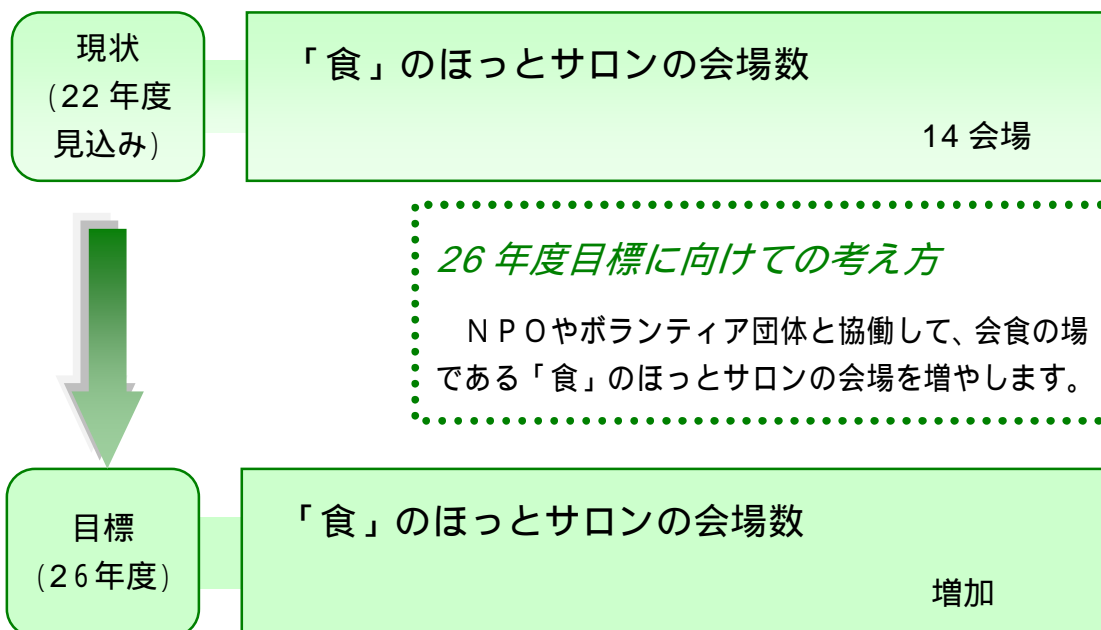 現状
(22年度
見込み)
「食」のほっとサロンの会場数
14会場
26年度目標に向けての考え方
ＮＰＯやボランティア団体と協働して、会食の場
である「食」のほっとサロンの会場を増やします。
目標
(26年度)
「食」のほっとサロンの会場数
増加